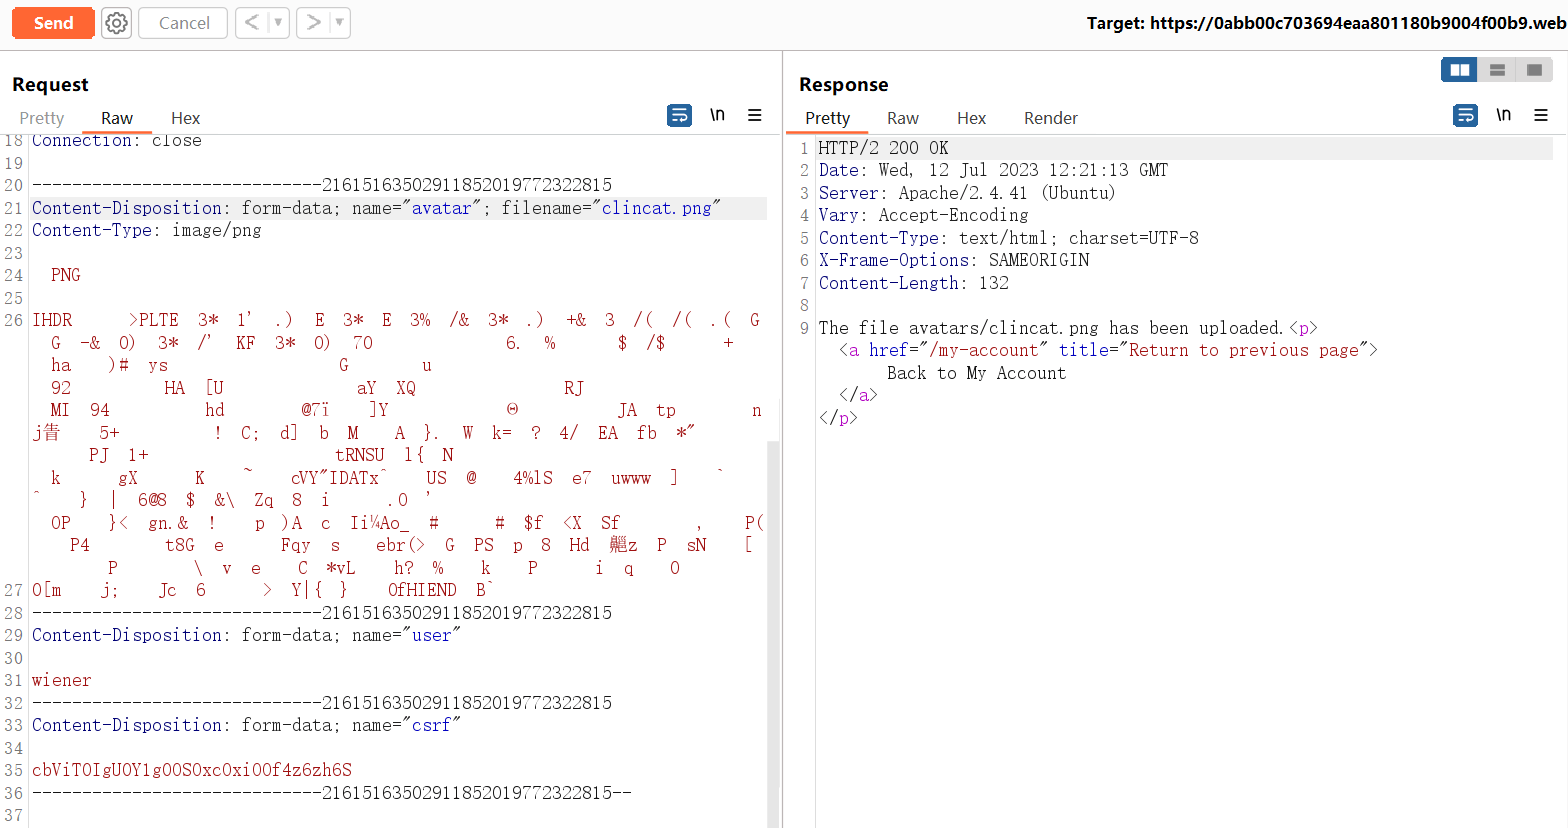 Send
Cancel
< ▼
> ▼
Target: https://0abb00c703694eaa801180b9004f00b9.web
Request
Pretty Raw Hex
\n
18 Connection: close
19
20 -----------------------------216151635029118520197723228​15
21 Content-Disposition: form-data; name="avatar"; filename="clincat.png"
22 Content-Type: image/png
23
24 PNG
25
26 IHDR >PLTE 3* 1' .) E 3* E 3% /& 3* .) +& 3 /( /( .( G
G -& 0) 3* /' KF 3* 0) 70 6. % $ /$ +
ha )# ys G u
92 HA [U aY XQ RJ
MI 94 hd @7ï ]Y Θ JA tp n
5+ ! C; d] b M A }. W k= ? 4/ EA fb *"
PJ 1+ tRNSU l{ N
k gX K ~ cVY"IDATx^ US @ 4%lS e7 uwww ] `
^ } | 6@8 $ &\ Zq 8 i .0 '
OP }< gn.& ! p )A c Ii¼Ao_ # # $f <X Sf , P(
P4 t8G e Fqy s ebr(> G PS p 8 Hd z P sN [
P \ v e C *vL h? % k P i q 0
27 0[m j; Jc 6 > Y|{ } OfHIEND B`
28 -----------------------------21615163502911852019772322815
29 Content-Disposition: form-data; name="user"
30
31 wiener
32 -----------------------------21615163502911852019772322815
33 Content-Disposition: form-data; name="csrf"
34
35 cbViT0IgU0Y1g00S0xc0xi00f4z6zh6S
36 -----------------------------21615163502911852019772322815--
37
Response
Pretty Raw Hex Render
\n
1 HTTP/2 200 OK
2 Date: Wed, 12 Jul 2023 12:21:13 GMT
3 Server: Apache/2.4.41 (Ubuntu)
4 Vary: Accept-Encoding
5 Content-Type: text/html; charset=UTF-8
6 X-Frame-Options: SAMEORIGIN
7 Content-Length: 132
8
9 The file avatars/clincat.png has been uploaded.<p>
<a href="/my-account" title="Return to previous page">
Back to My Account
</a>
</p>